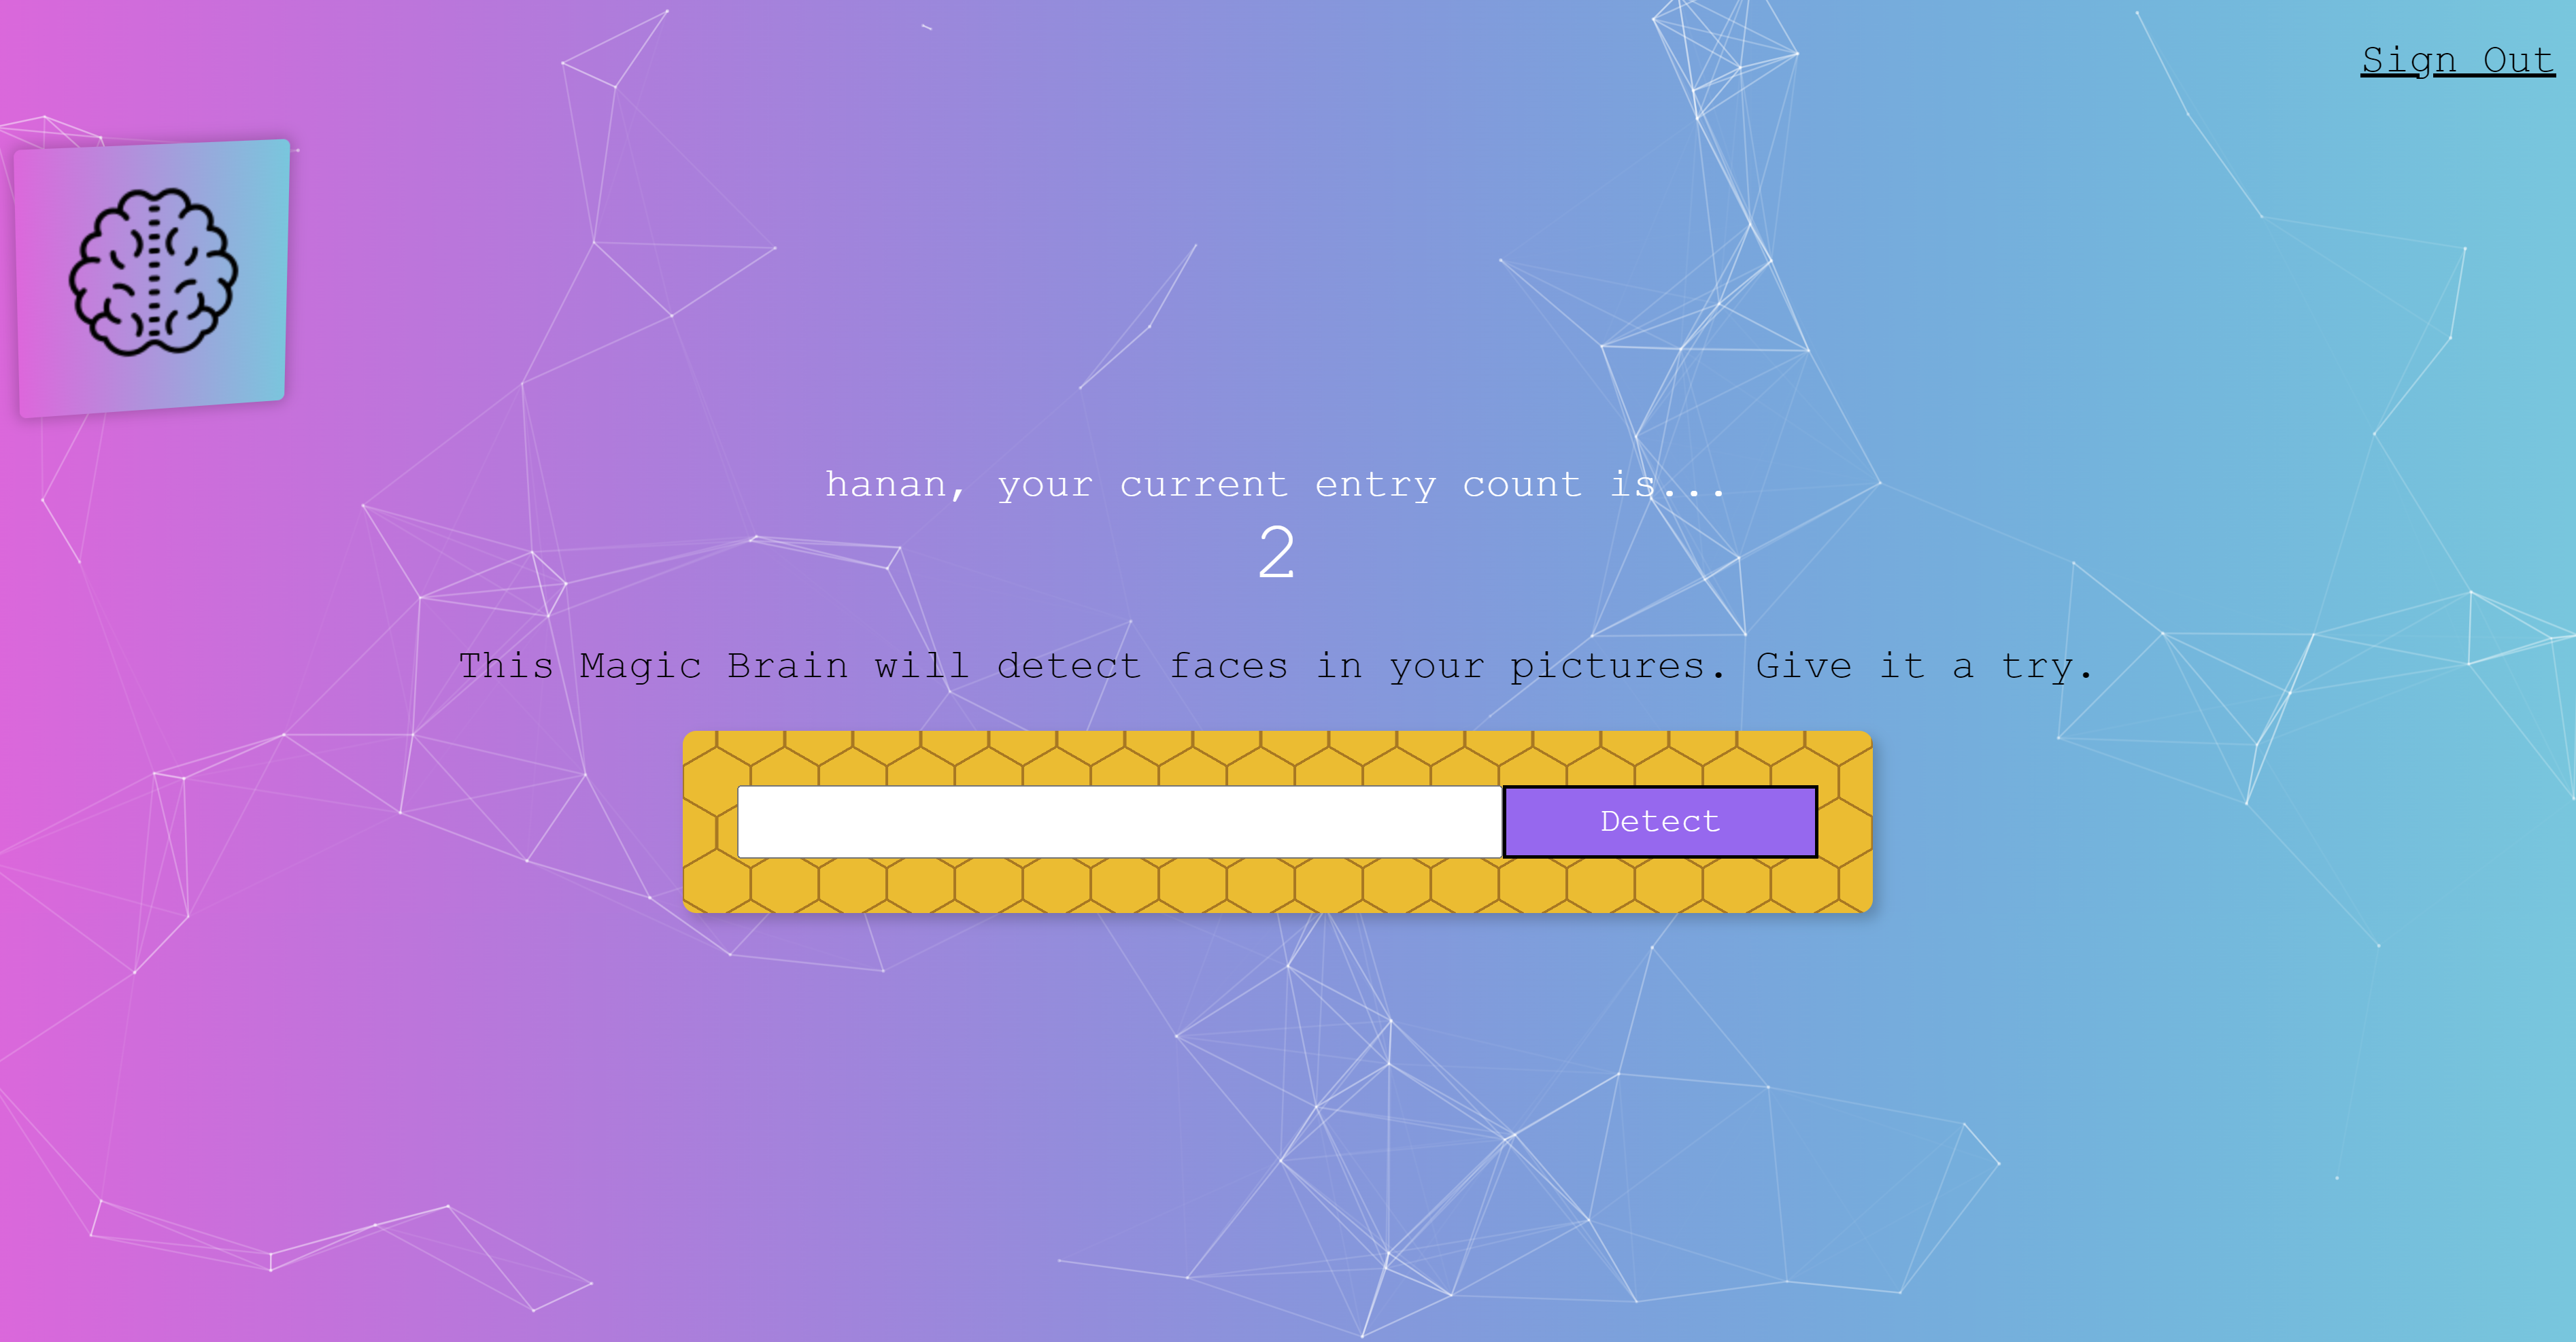 Sign Out
hanan, your current entry count is...
2
This Magic Brain will detect faces in your pictures. Give it a try.
Detect